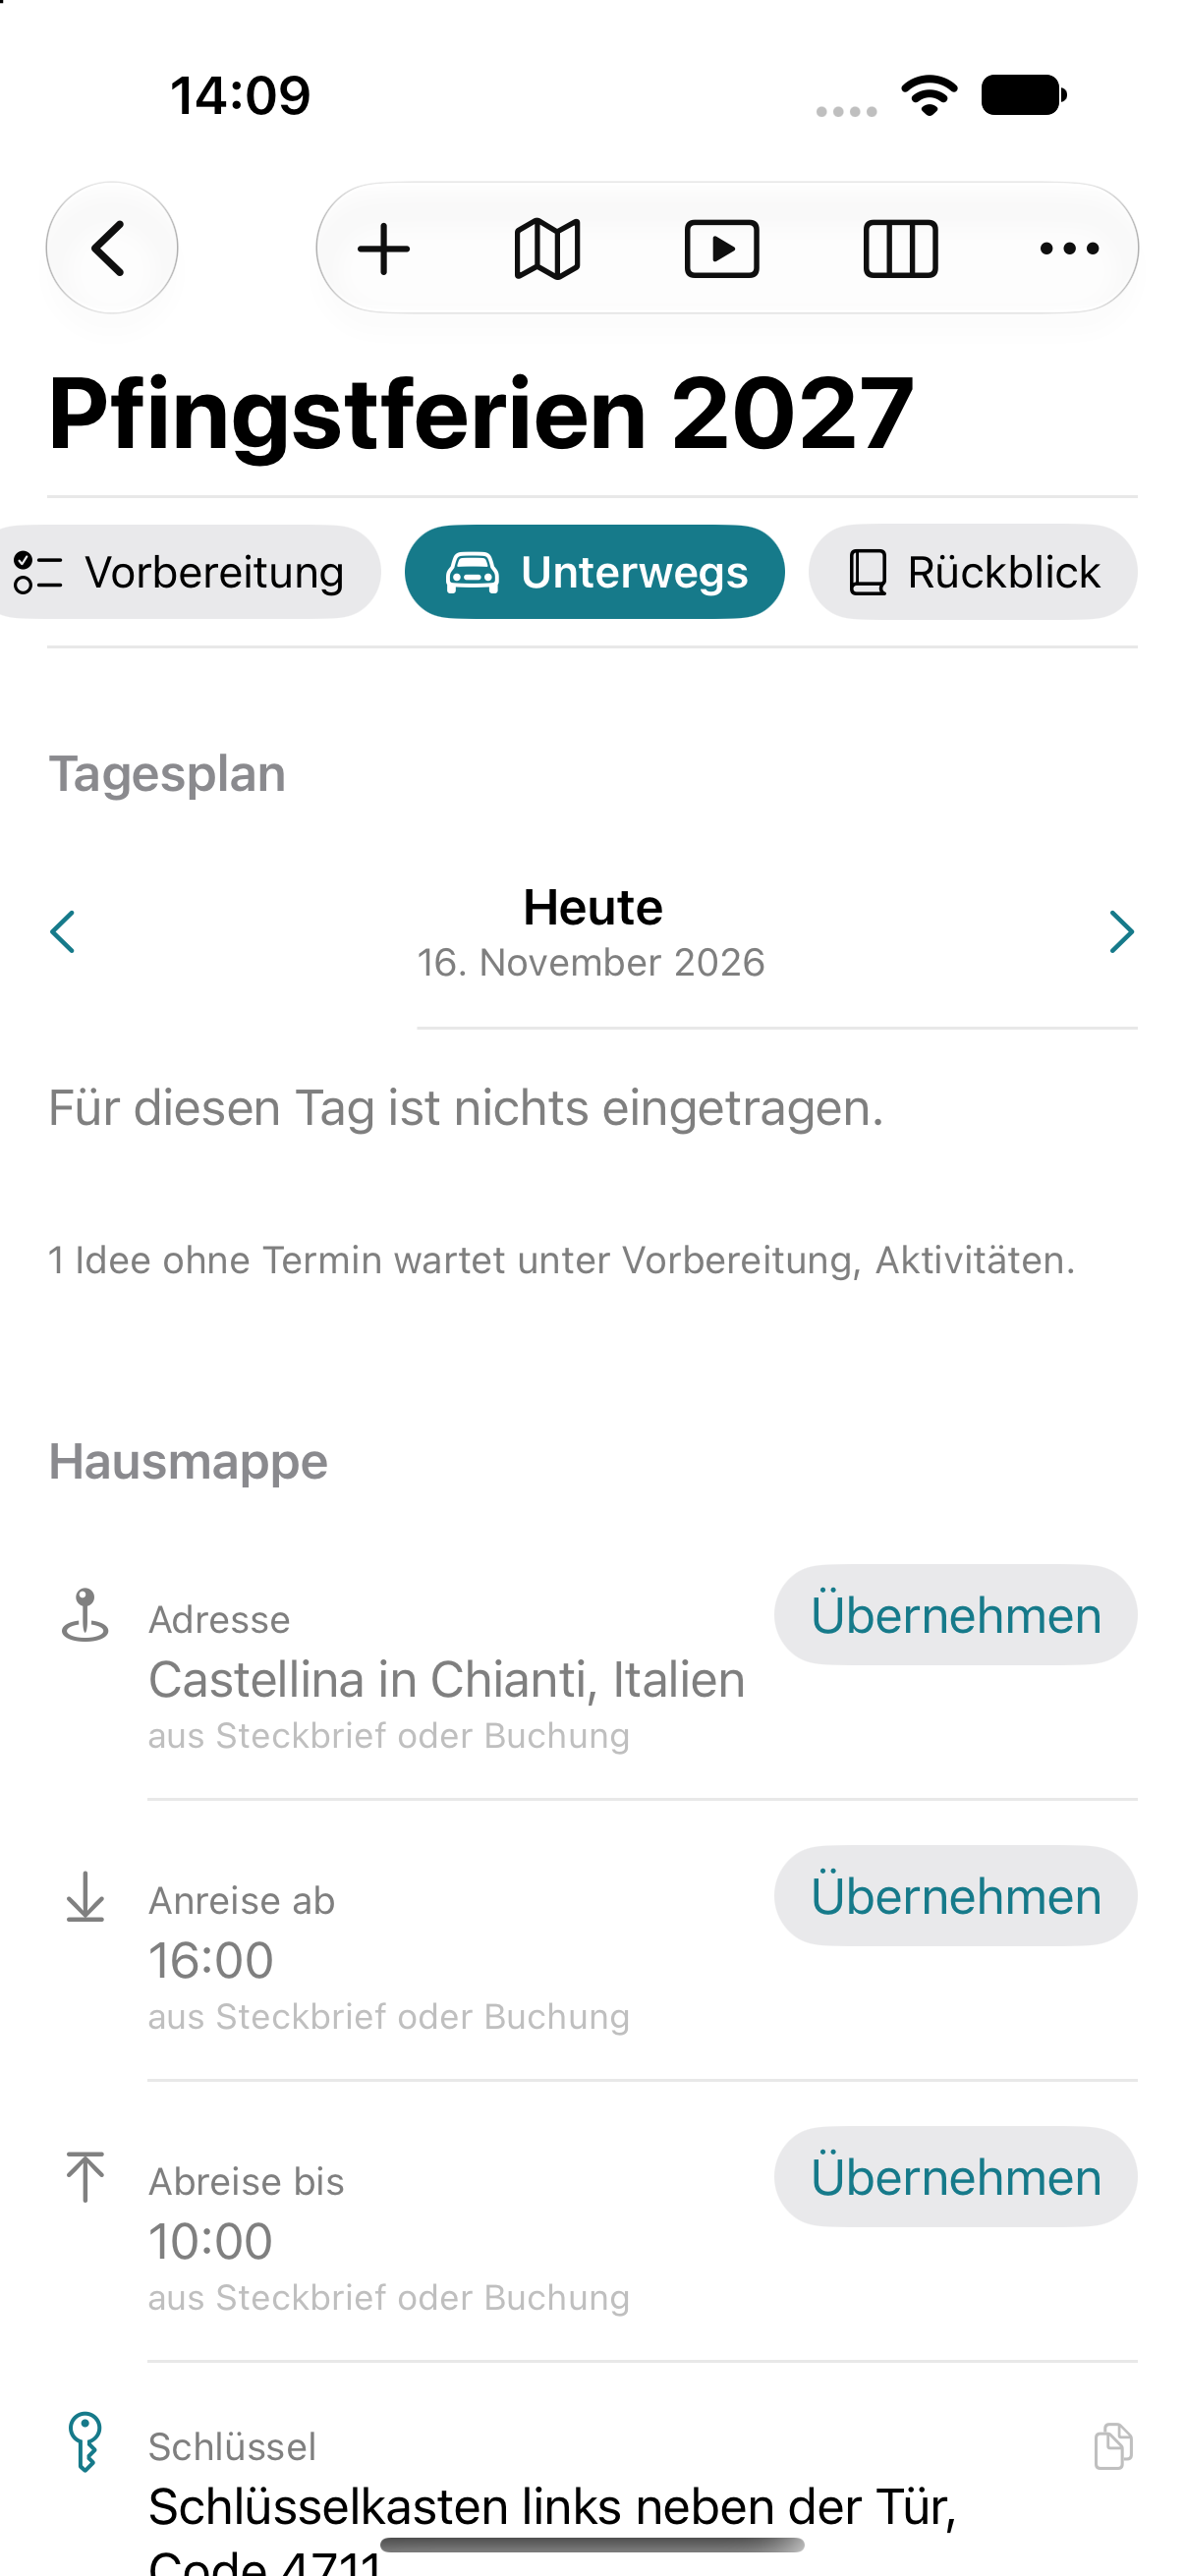 14:09
Pfingstferien 2027
Vorbereitung
Unterwegs
Rückblick
Tagesplan
Heute
16. November 2026
Für diesen Tag ist nichts eingetragen.
1 Idee ohne Termin wartet unter Vorbereitung, Aktivitäten.
Hausmappe
Adresse
Übernehmen
Castellina in Chianti, Italien
aus Steckbrief oder Buchung
Anreise ab
Übernehmen
16:00
aus Steckbrief oder Buchung
Abreise bis
Übernehmen
10:00
aus Steckbrief oder Buchung
Schlüssel
Schlüsselkasten links neben der Tür,
Code 4711